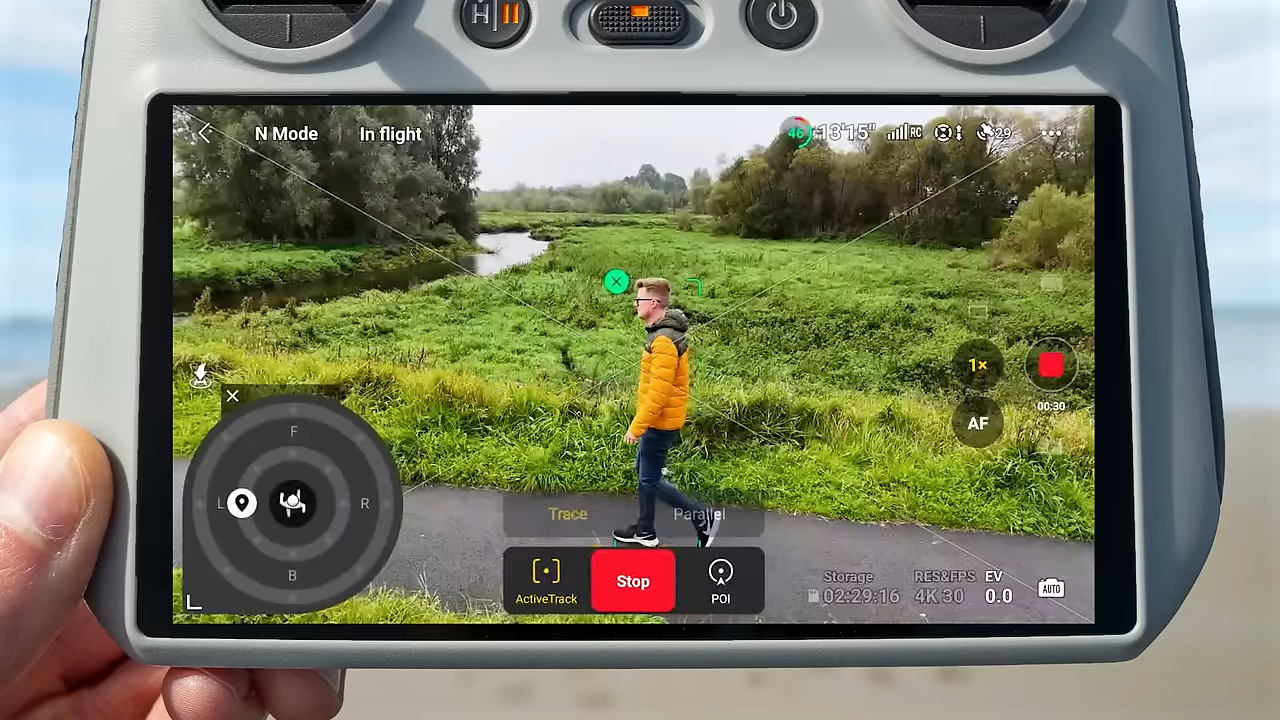 H
N Mode In flight 46 13'15" RC 29
1×
00:30
AF
F
L R
B
Trace Parallel
ActiveTrack Stop POI
Storage RES&FPS EV
02:29:16 4K 30 0.0
AUTO